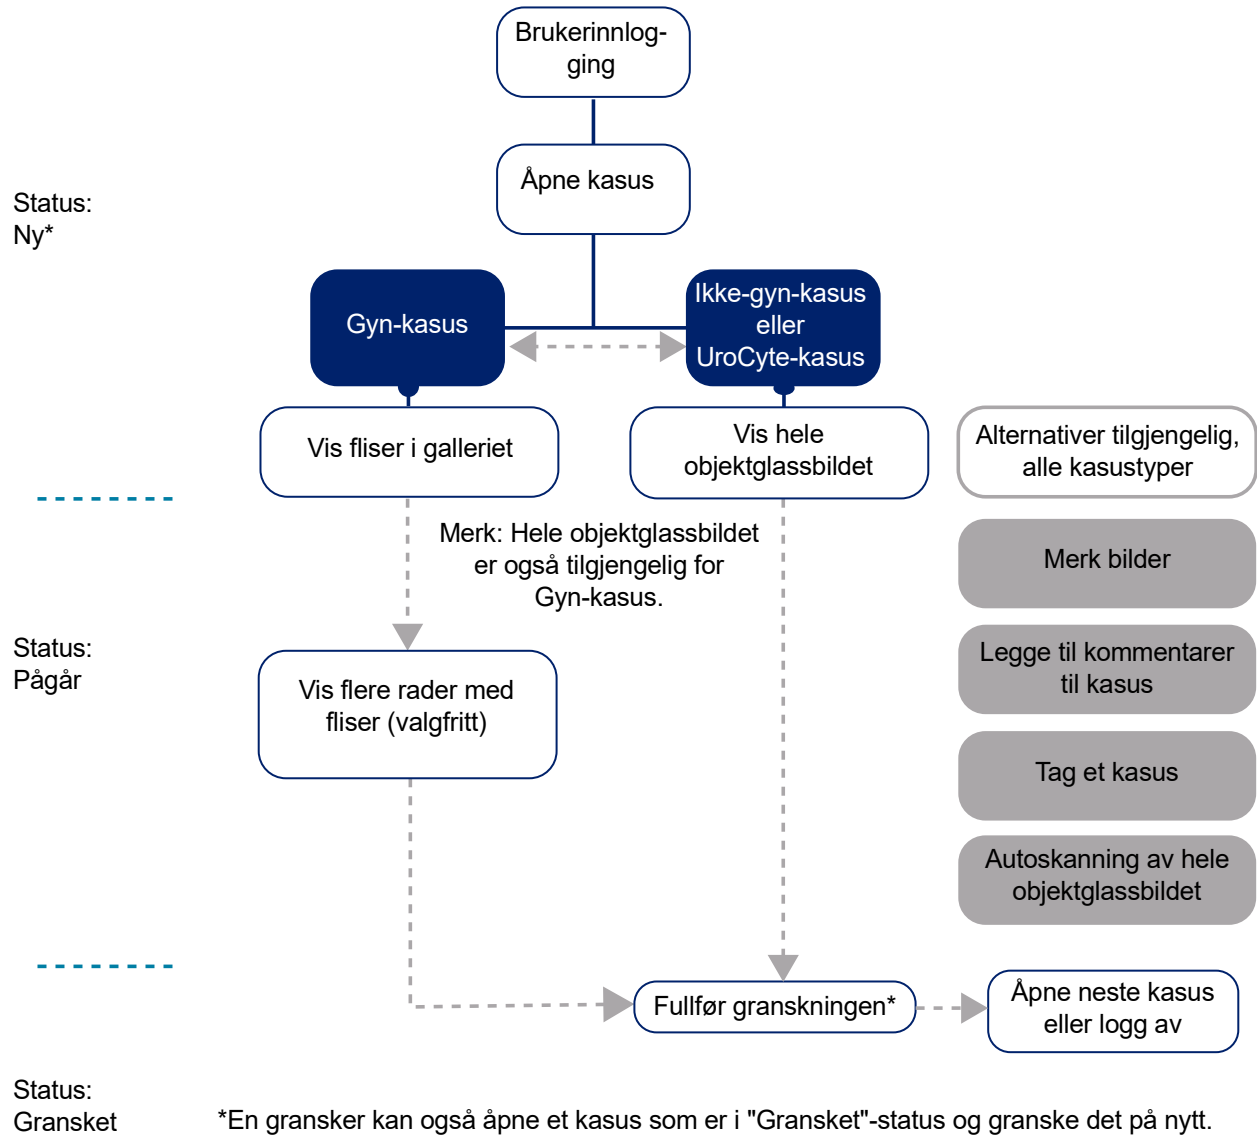 Brukerinnlog-
ging
Åpne kasus
Status:
Ny*
Gyn-kasus
Ikke-gyn-kasus
eller
UroCyte-kasus
Vis fliser i galleriet
Vis hele
objektglassbildet
Alternativer tilgjengelig,
alle kasustyper
Merk: Hele objektglassbildet
er også tilgjengelig for
Gyn-kasus.
Merk bilder
Status:
Pågår
Vis flere rader med
fliser (valgfritt)
Legge til kommentarer
til kasus
Tag et kasus
Autoskanning av hele
objektglassbildet
Fullfør granskningen*
Åpne neste kasus
eller logg av
Status:
Gransket
*En gransker kan også åpne et kasus som er i "Gransket"-status og granske det på nytt.